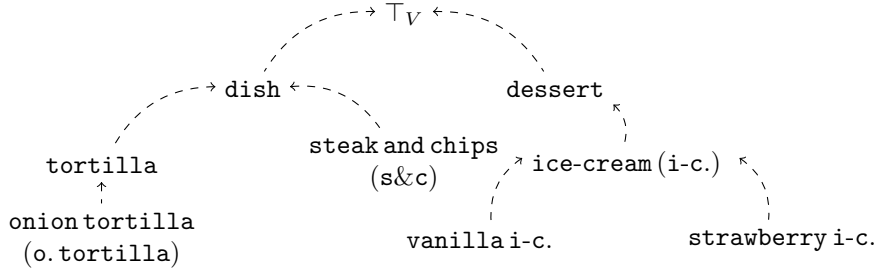 ⊤V
dish
dessert
tortilla
steak and chips
(s&c)
ice-cream (i-c.)
onion tortilla
(o. tortilla)
vanilla i-c.
strawberry i-c.